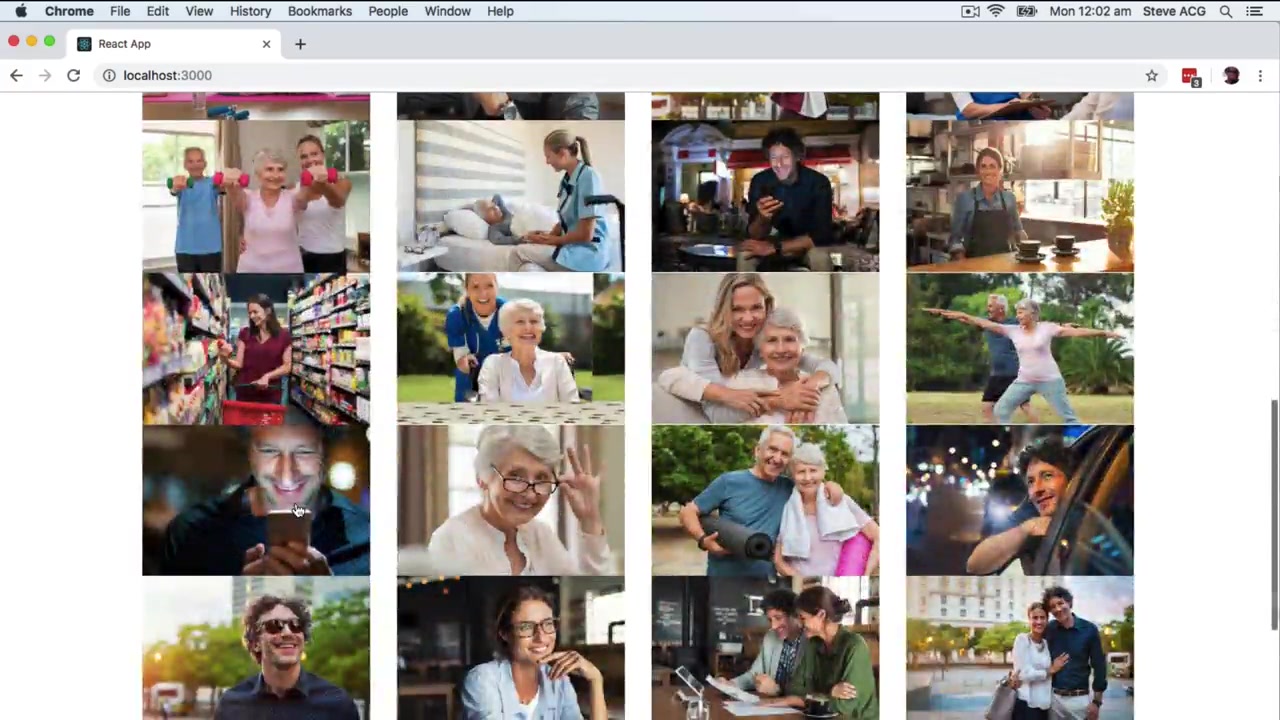 Chrome File Edit View History Bookmarks People Window Help Mon 12:02 am Steve ACG
React App
localhost:3000
3